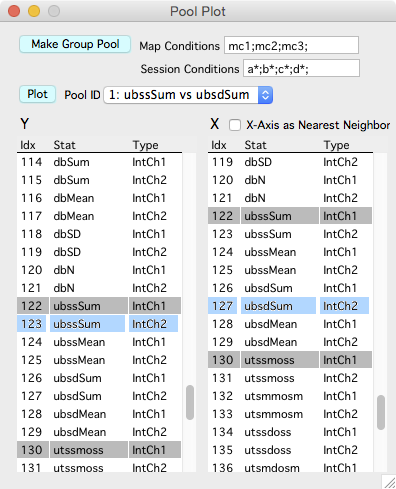 Pool Plot
Make Group Pool Map Conditions mc1;mc2;mc3;
Session Conditions a*;b*;c*;d*;
Plot Pool ID 1: ubssSum vs ubsdSum
Y
Idx Stat Type
114 dbSum IntCh1
115 dbSum IntCh2
116 dbMean IntCh1
117 dbMean IntCh2
118 dbSD IntCh1
119 dbSD IntCh2
120 dbN IntCh1
121 dbN IntCh2
122 ubssSum IntCh1
123 ubssSum IntCh2
124 ubssMean IntCh1
125 ubssMean IntCh2
126 ubsdSum IntCh1
127 ubsdSum IntCh2
128 ubsdMean IntCh1
129 ubsdMean IntCh2
130 utssmoss IntCh1
131 utssmoss IntCh2
X X-Axis as Nearest Neighbor
Idx Stat Type
119 dbSD IntCh2
120 dbN IntCh1
121 dbN IntCh2
122 ubssSum IntCh1
123 ubssSum IntCh2
124 ubssMean IntCh1
125 ubssMean IntCh2
126 ubsdSum IntCh1
127 ubsdSum IntCh2
128 ubsdMean IntCh1
129 ubsdMean IntCh2
130 utssmoss IntCh1
131 utssmoss IntCh2
132 utsmmosm IntCh1
133 utsmmosm IntCh2
134 utssdoss IntCh1
135 utssdoss IntCh2
136 utsmdosm IntCh1